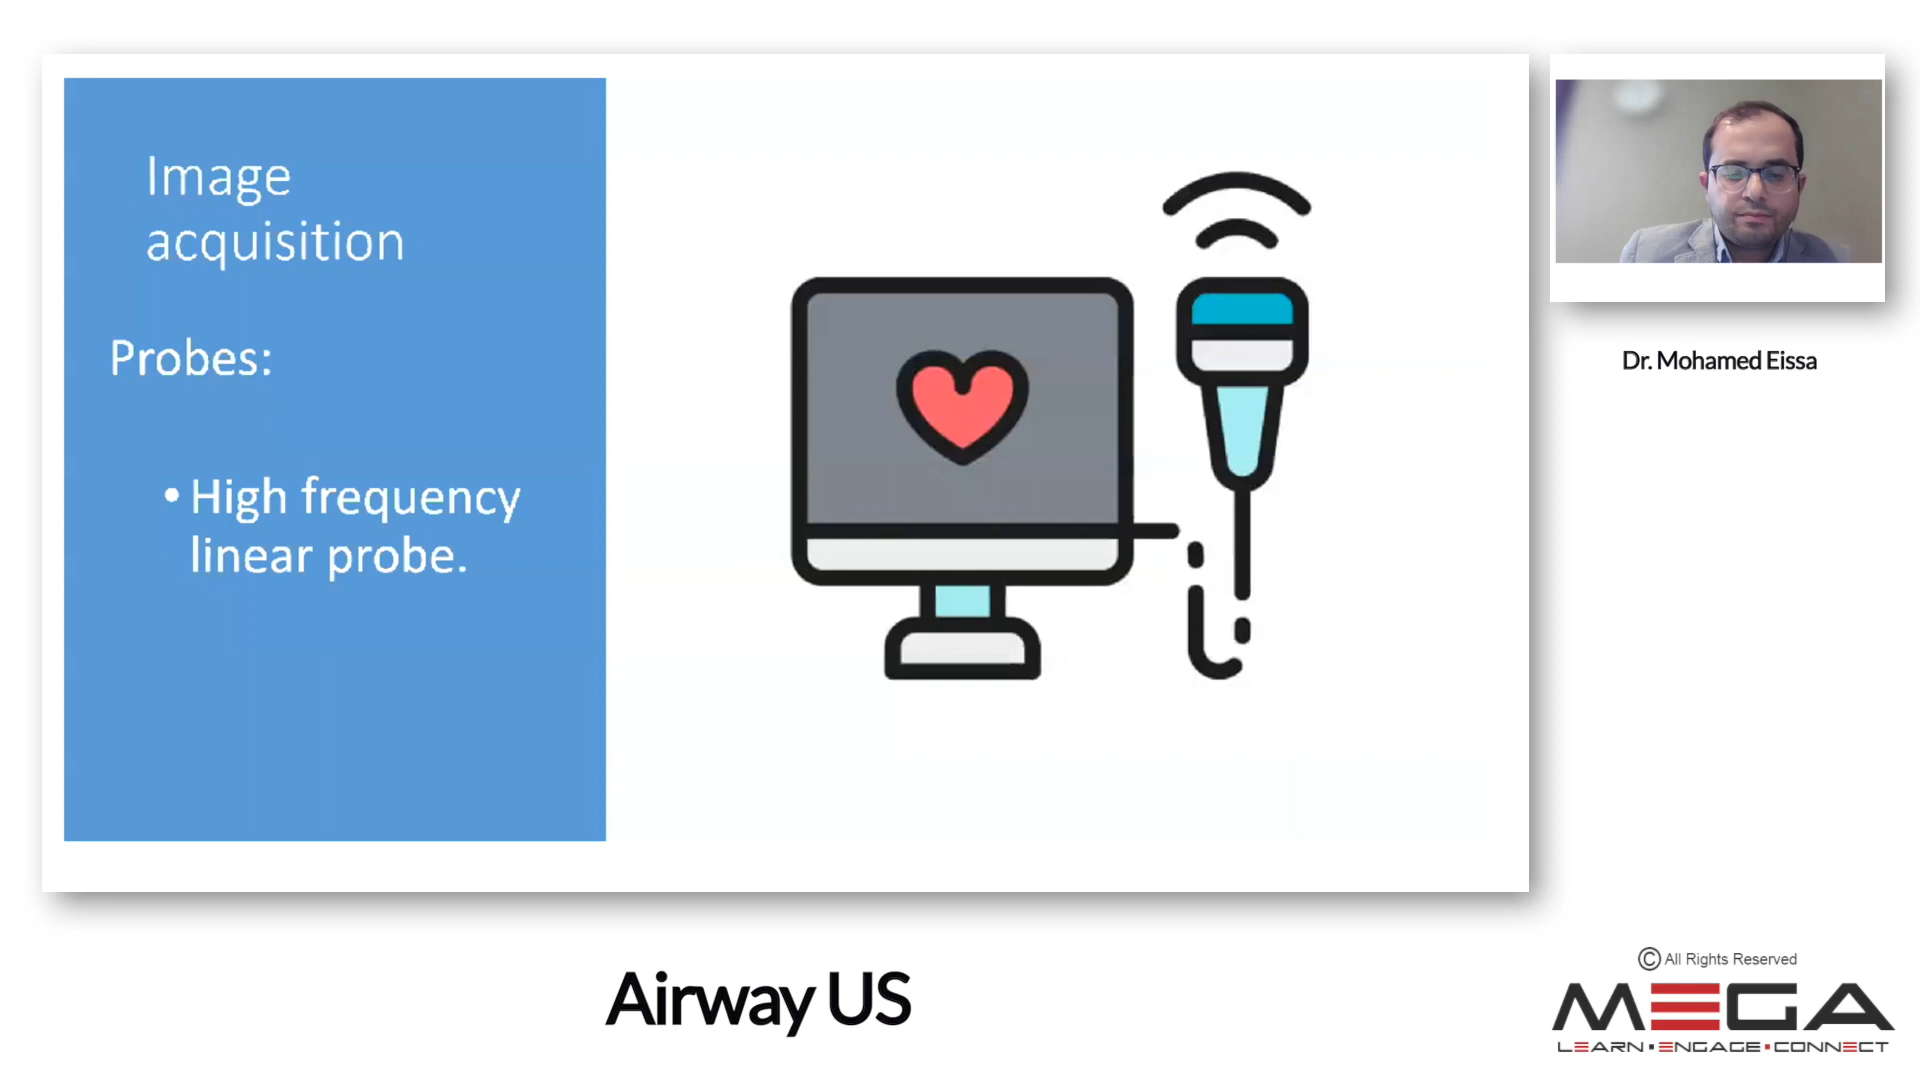 Image
acquisition
Probes:
• High frequency
linear probe.
Dr. Mohamed Eissa
Airway US
© All Rights Reserved
MEGA
LEARN • ENGAGE • CONNECT